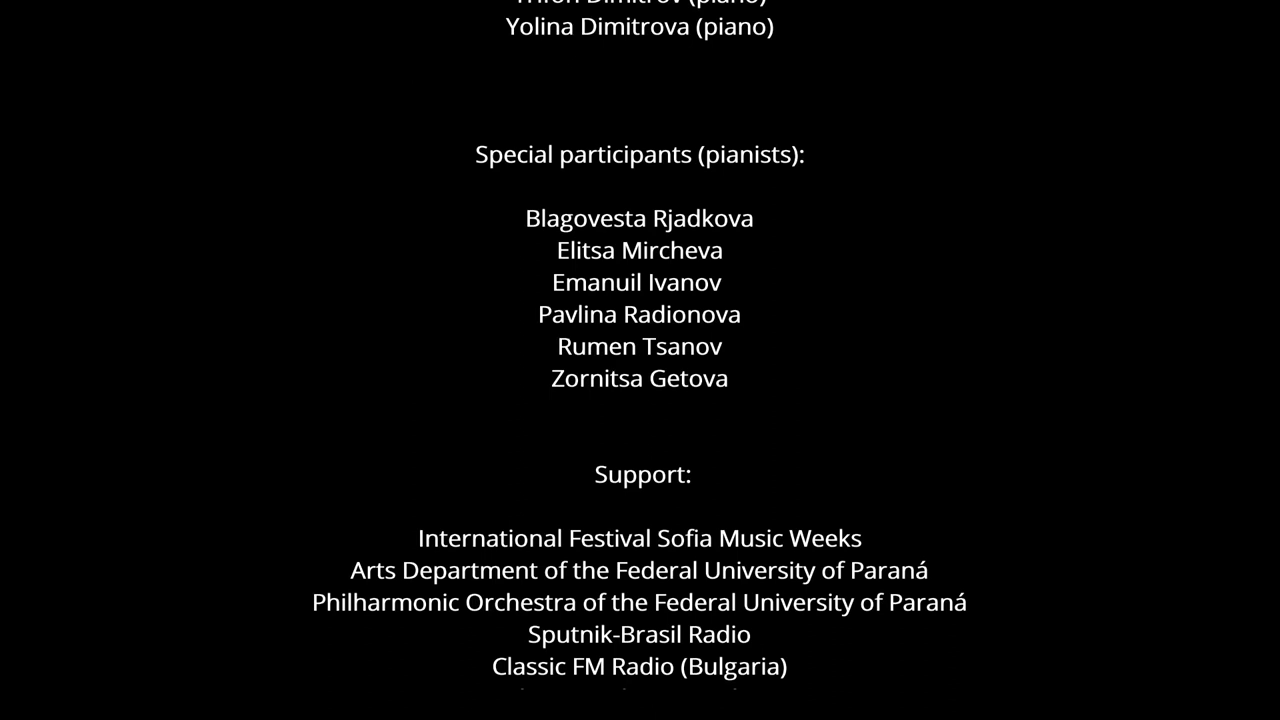 Dimitrov (piano)
Yolina Dimitrova (piano)
Special participants (pianists):
Blagovesta Rjadkova
Elitsa Mircheva
Emanuil Ivanov
Pavlina Radionova
Rumen Tsanov
Zornitsa Getova
Support:
International Festival Sofia Music Weeks
Arts Department of the Federal University of Paraná
Philharmonic Orchestra of the Federal University of Paraná
Sputnik-Brasil Radio
Classic FM Radio (Bulgaria)